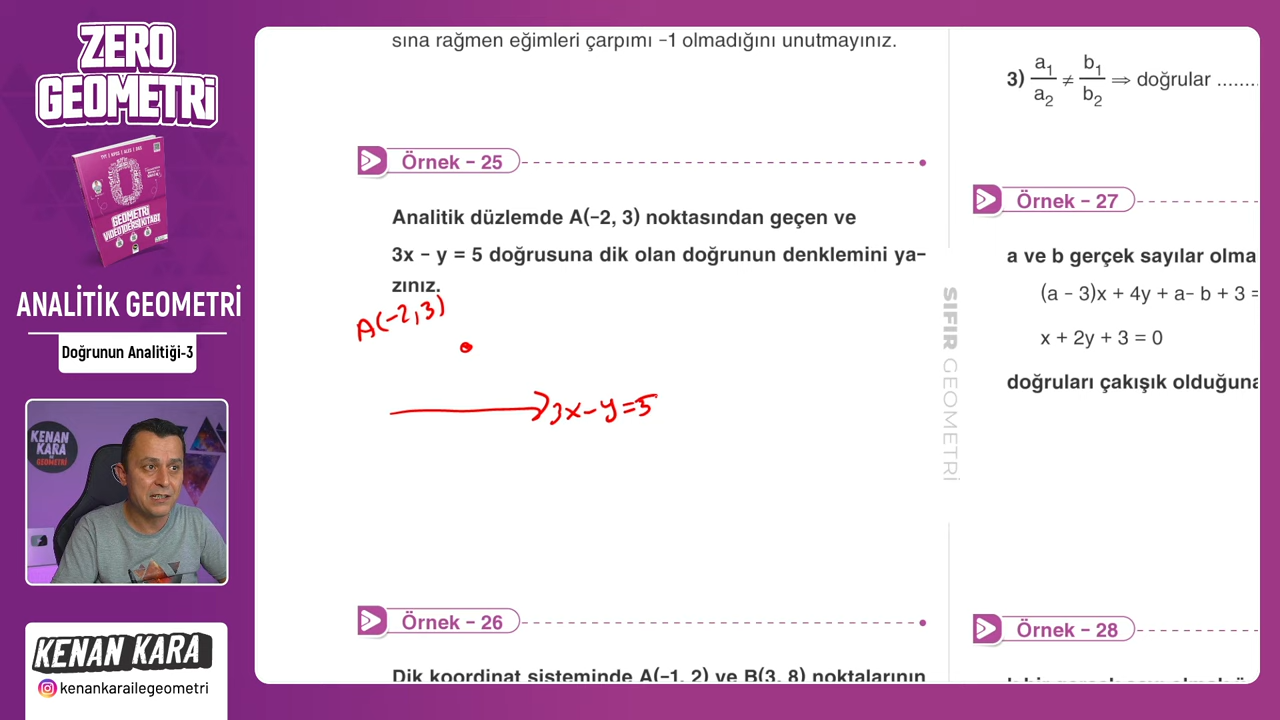 ZERO
GEOMETRİ
GEOMETRİ
VIDEO DERS KİTABI
ANALİTİK GEOMETRİ
Doğrunun Analitiği-3
KENAN
KARA
GEOMETRİ
KENAN KARA
kenankarailegeometri
sına rağmen eğimleri çarpımı -1 olmadığını unutmayınız.
Örnek - 25
Analitik düzlemde A(-2, 3) noktasından geçen ve
3x - y = 5 doğrusuna dik olan doğrunun denklemini ya-
zınız.
A(-2,3)
3x-y=5
Örnek - 26
Dik koordinat sisteminde A(-1, 2) ve B(3, 8) noktalarının
SIFIR GEOMETRİ
3) a1/a2 ≠ b1/b2 ⇒ doğrular ........
Örnek - 27
a ve b gerçek sayılar olma
(a - 3)x + 4y + a- b + 3 =
x + 2y + 3 = 0
doğruları çakışık olduğuna
Örnek - 28